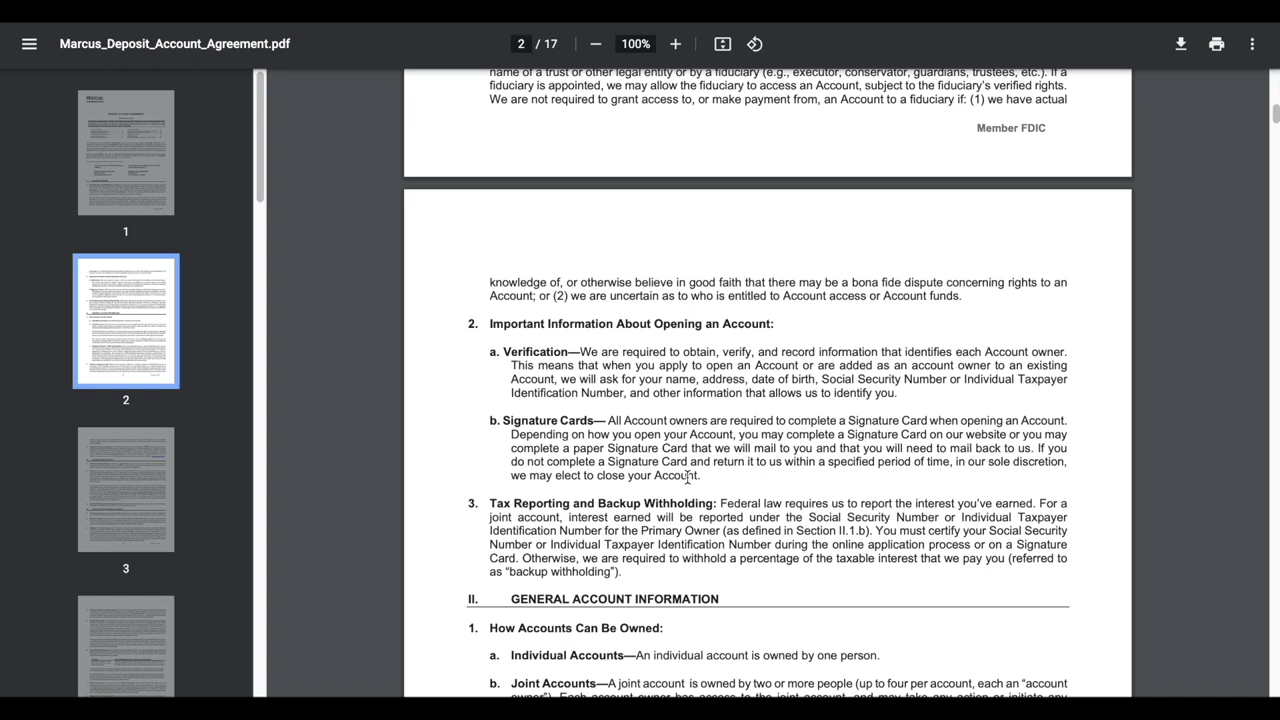 Marcus_Deposit_Account_Agreement.pdf
2 / 17
100%
name of a trust or other legal entity or by a fiduciary (e.g., executor, conservator, guardians, trustees, etc.). If a
fiduciary is appointed, we may allow the fiduciary to access an Account, subject to the fiduciary's verified rights.
We are not required to grant access to, or make payment from, an Account to a fiduciary if: (1) we have actual
Member FDIC
knowledge of, or otherwise believe in good faith that there may be a bona fide dispute concerning rights to an
Account; or (2) we are uncertain as to who is entitled to Account access or Account funds.
2. Important Information About Opening an Account:
a. Verification—We are required to obtain, verify, and record information that identifies each Account owner.
This means that when you apply to open an Account or are added as an account owner to an existing
Account, we will ask for your name, address, date of birth, Social Security Number or Individual Taxpayer
Identification Number, and other information that allows us to identify you.
b. Signature Cards— All Account owners are required to complete a Signature Card when opening an Account.
Depending on how you open your Account, you may complete a Signature Card on our website or you may
complete a paper Signature Card that we will mail to you and that you will need to mail back to us. If you
do not complete a Signature Card and return it to us within a specified period of time, in our sole discretion,
we may elect to close your Account.
3. Tax Reporting and Backup Withholding: Federal law requires us to report the interest you've earned. For a
joint account, interest earned will be reported under the Social Security Number or Individual Taxpayer
Identification Number for the Primary Owner (as defined in Section II.1.b). You must certify your Social Security
Number or Individual Taxpayer Identification Number during the online application process or on a Signature
Card. Otherwise, we are required to withhold a percentage of the taxable interest that we pay you (referred to
as “backup withholding”).
II. GENERAL ACCOUNT INFORMATION
1. How Accounts Can Be Owned:
a. Individual Accounts—An individual account is owned by one person.
b. Joint Accounts—A joint account is owned by two or more people (up to four per account, each an “account
owner”). Each account owner has access to the joint account, and may take any action or initiate any
1
2
3